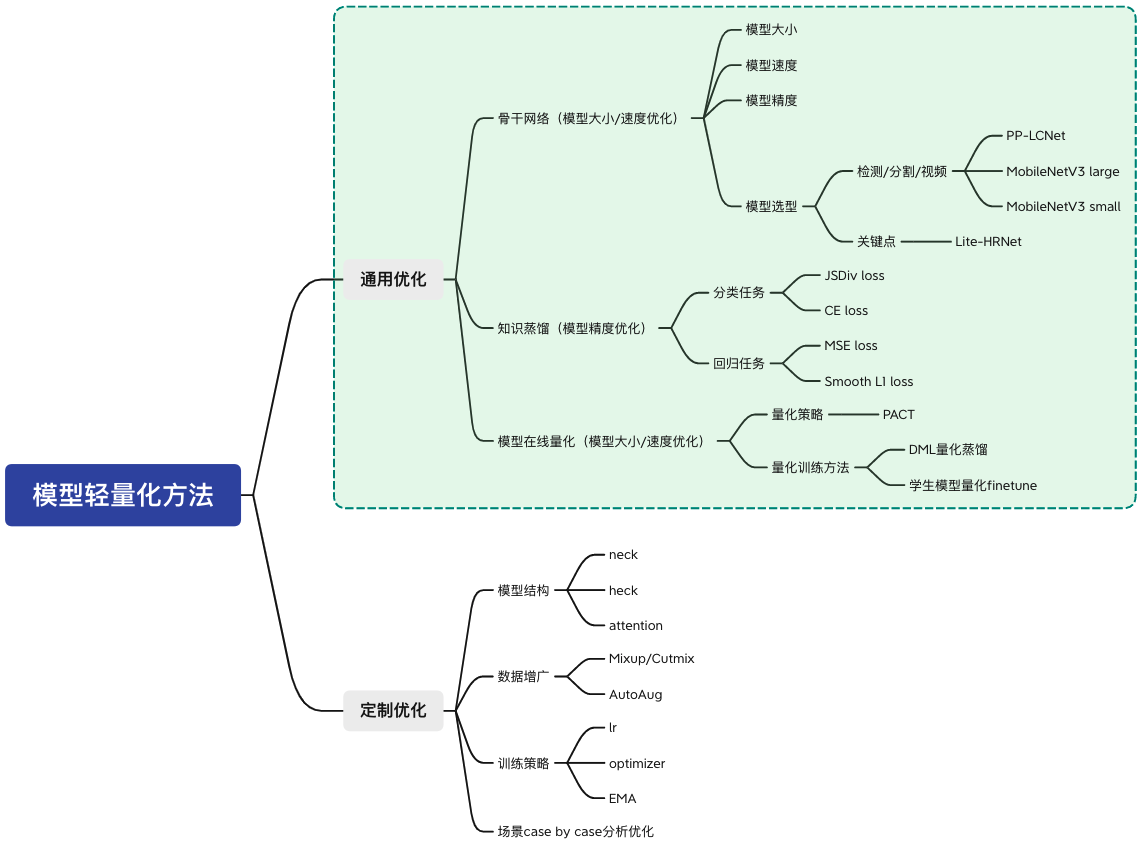 模型轻量化方法
通用优化
骨干网络（模型大小/速度优化）
模型大小
模型速度
模型精度
模型选型
检测/分割/视频
PP-LCNet
MobileNetV3 large
MobileNetV3 small
关键点
Lite-HRNet
知识蒸馏（模型精度优化）
分类任务
JSDiv loss
CE loss
回归任务
MSE loss
Smooth L1 loss
模型在线量化（模型大小/速度优化）
量化策略
PACT
量化训练方法
DML量化蒸馏
学生模型量化finetune
定制优化
模型结构
neck
heck
attention
数据增广
Mixup/Cutmix
AutoAug
训练策略
lr
optimizer
EMA
场景case by case分析优化